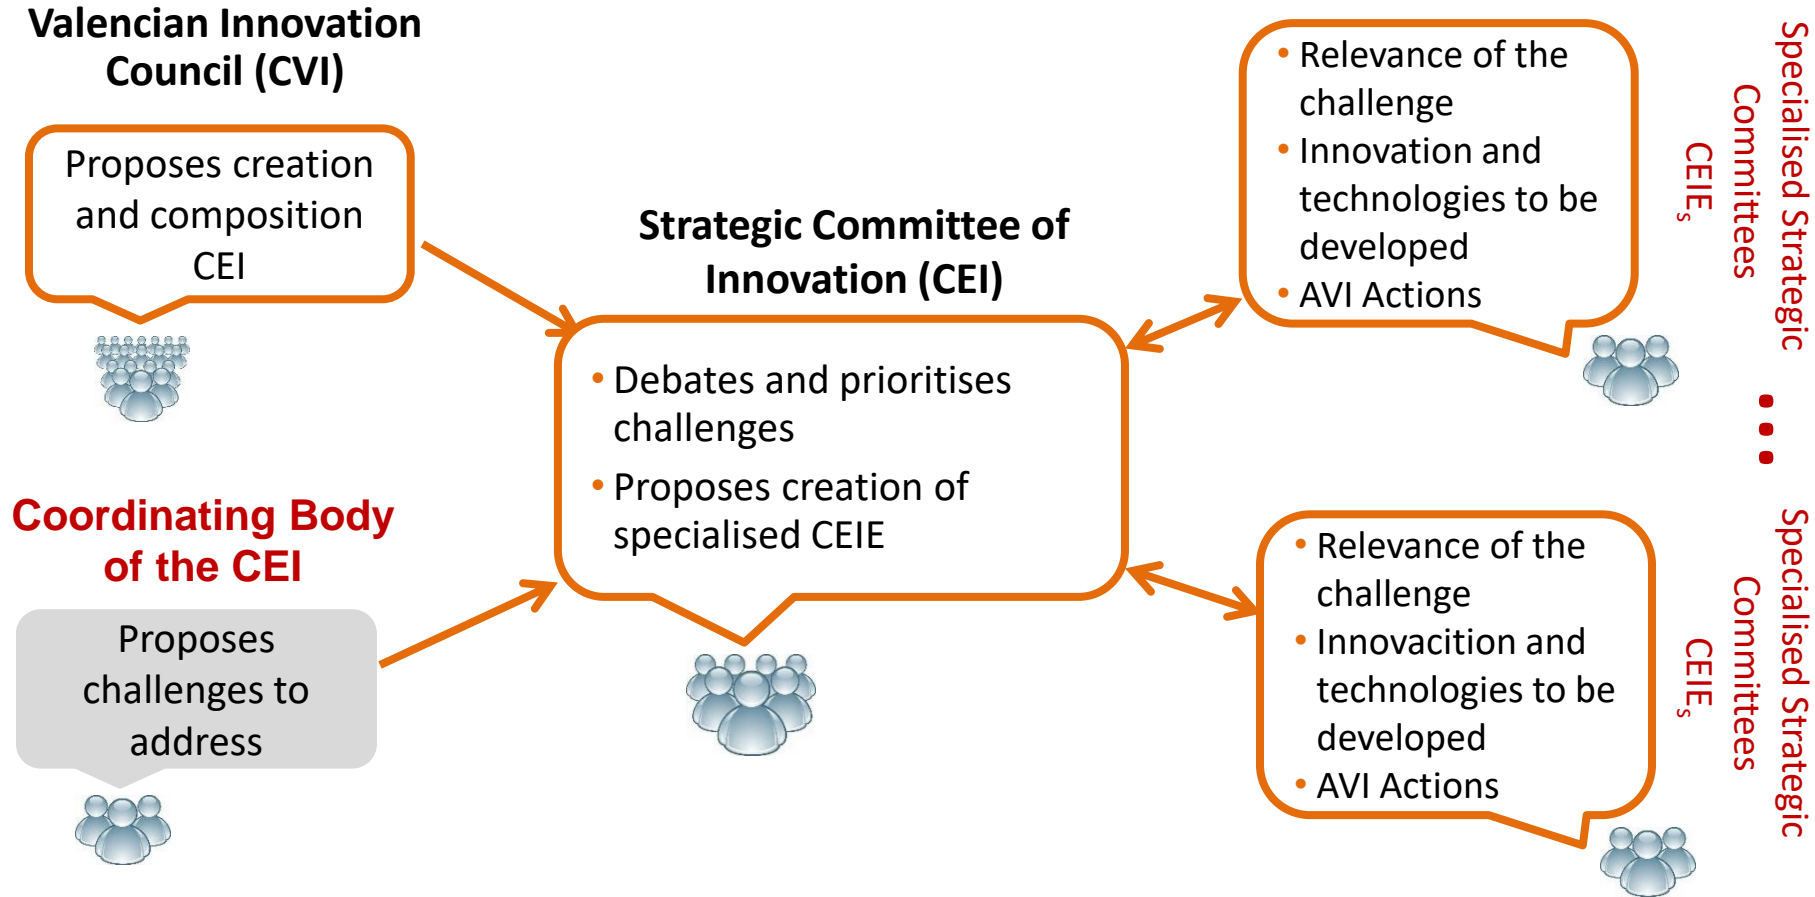 Valencian Innovation
Council (CVI)
Proposes creation
and composition
CEI
Coordinating Body
of the CEI
Proposes
challenges to
address
Strategic Committee of
Innovation (CEI)
• Debates and prioritises
challenges
• Proposes creation of
specialised CEIE
• Relevance of the
challenge
• Innovation and
technologies to be
developed
• AVI Actions
Specialised Strategic
Committees
CEIEs
• Relevance of the
challenge
• Innovacition and
technologies to be
developed
• AVI Actions
Specialised Strategic
Committees
CEIEs